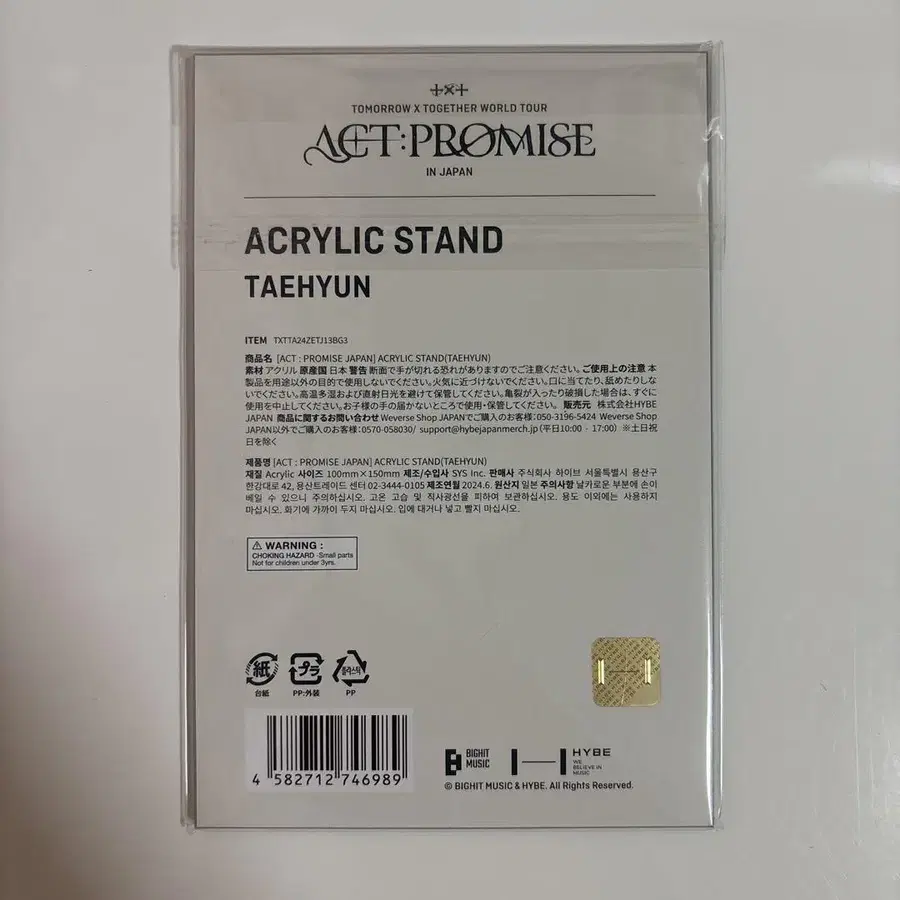 TOMORROW X TOGETHER WORLD TOUR
ACT:PROMISE
IN JAPAN
ACRYLIC STAND
TAEHYUN
ITEM TXTTA24ZETJ13BG3
商品名 [ACT : PROMISE JAPAN] ACRYLIC STAND(TAEHYUN)
素材 アクリル 原産国 日本 警告 断面で手が切れる恐れがありますのでご注意ください。ご使用上の注意 本
製品を用途以外の目的で使用しないでください。火気に近づけないでください。口に当てたり、舐めたりしな
いでください。高温多湿および直射日光を避けて保管してください。亀裂が入ったり破損した場合は、すぐに
使用を中止してください。お子様の手の届かないところで使用・保管してください。 販売元 株式会社HYBE
JAPAN 商品に関するお問い合わせ Weverse Shop JAPANでご購入のお客様：050-3196-5424 Weverse Shop
JAPAN以外でご購入のお客様：0570-058030/ support@hybejapanmerch.jp（平日10:00 - 17:00） ※土日祝
日を除く
제품명 [ACT : PROMISE JAPAN] ACRYLIC STAND(TAEHYUN)
재질 Acrylic 사이즈 100mm×150mm 제조/수입사 SYS Inc. 판매사 주식회사 하이브 서울특별시 용산구
한강대로 42, 용산트레이드 센터 02-3444-0105 제조연월 2024.6. 원산지 일본 주의사항 날카로운 부분에 손이
베일 수 있으니 주의하십시오. 고온 고습 및 직사광선을 피하여 보관하십시오. 용도 이외에는 사용하지
마십시오. 화기에 가까이 두지 마십시오. 입에 대거나 넣고 빨지 마십시오.
⚠ WARNING :
CHOKING HAZARD -Small parts
Not for children under 3yrs.
紙 プラ 플라스틱
台紙 PP:外装 PP
4 582712 746989
BIGHIT
MUSIC
HYBE
WE
BELIEVE IN
MUSIC
© BIGHIT MUSIC & HYBE. All Rights Reserved.